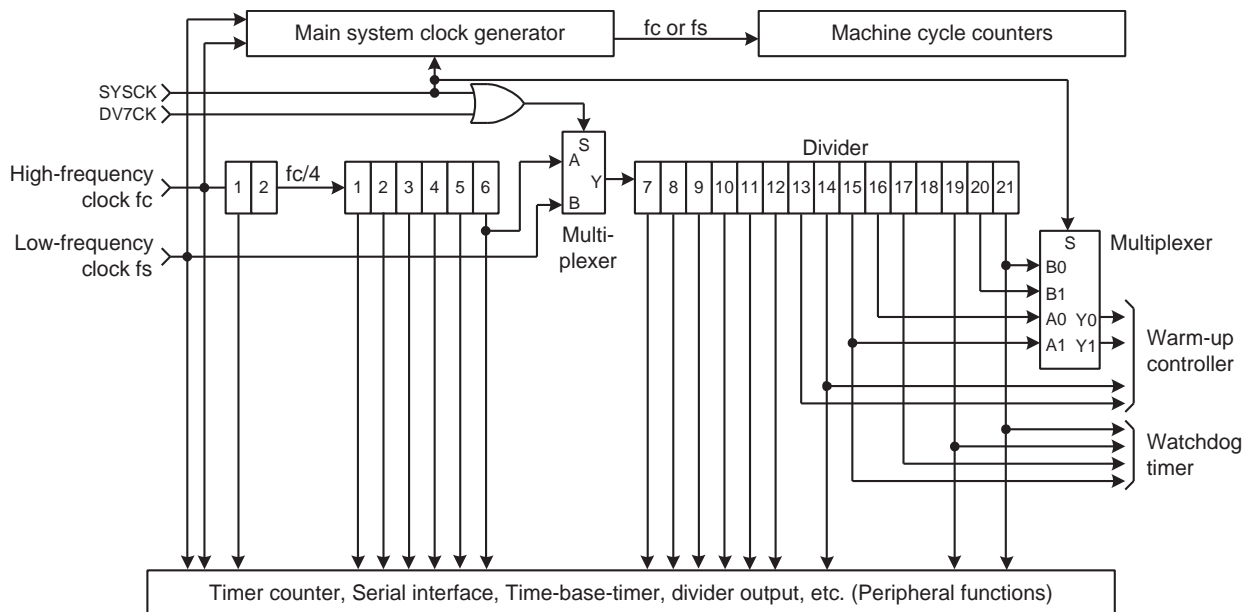 Main system clock generator
fc or fs
Machine cycle counters
SYSCK
DV7CK
High-frequency
clock fc
1 2
fc/4
1 2 3 4 5 6
S
A
Y
B
Multi-
plexer
Divider
7 8 9 10 11 12 13 14 15 16 17 18 19 20 21
Low-frequency
clock fs
S
Multiplexer
B0
B1
A0 Y0
A1 Y1
Warm-up
controller
Watchdog
timer
Timer counter, Serial interface, Time-base-timer, divider output, etc. (Peripheral functions)